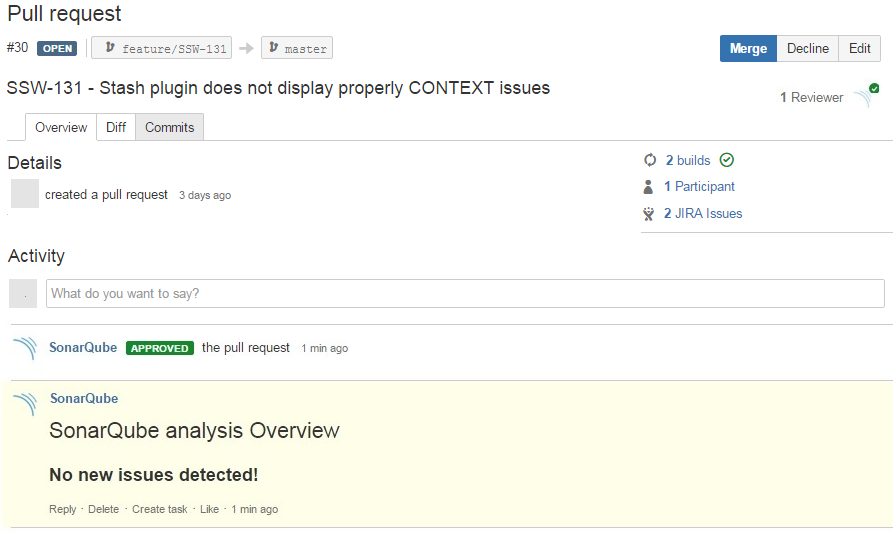 Pull request
#30 OPEN feature/SSW-131 master Merge Decline Edit
SSW-131 - Stash plugin does not display properly CONTEXT issues
1 Reviewer
Overview Diff Commits
Details
created a pull request 3 days ago
2 builds
1 Participant
2 JIRA Issues
Activity
What do you want to say?
SonarQube APPROVED the pull request 1 min ago
SonarQube
SonarQube analysis Overview
No new issues detected!
Reply · Delete · Create task · Like · 1 min ago